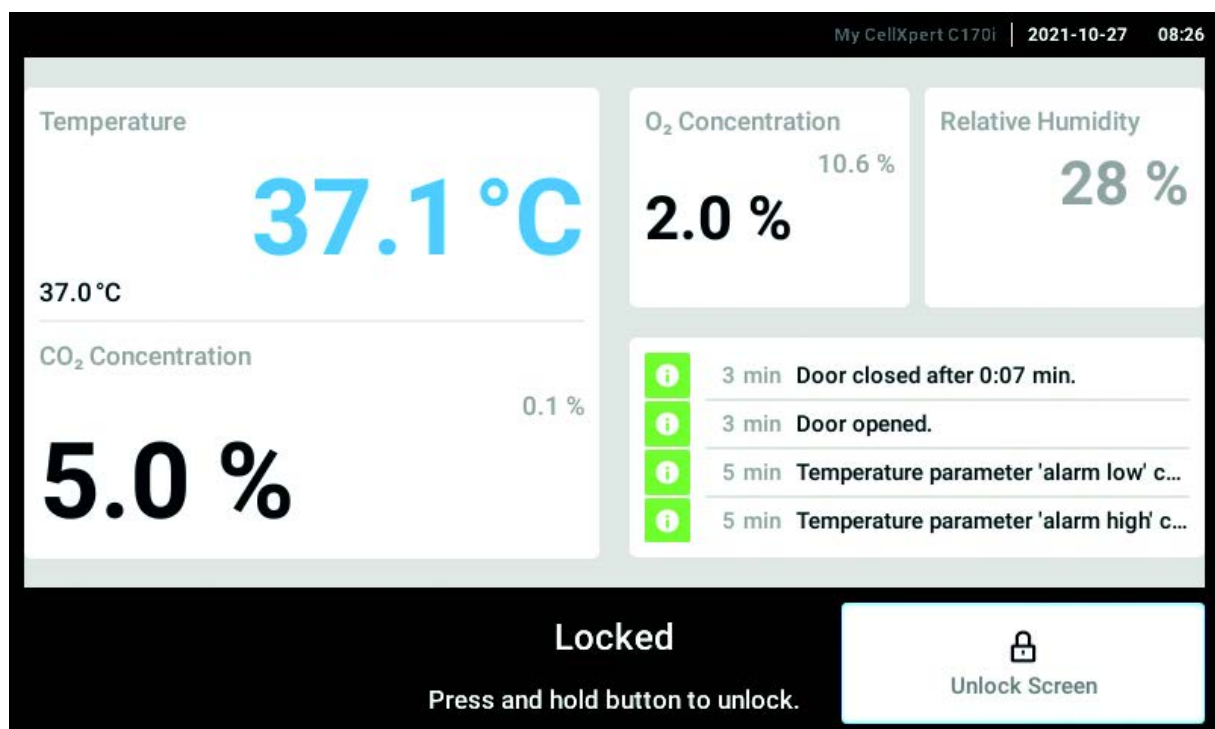 My CellXpert C170i | 2021-10-27 08:26
Temperature
37.1°C
37.0°C
CO₂ Concentration
0.1 %
5.0 %
O₂ Concentration
10.6 %
2.0 %
Relative Humidity
28 %
3 min Door closed after 0:07 min.
3 min Door opened.
5 min Temperature parameter 'alarm low' c...
5 min Temperature parameter 'alarm high' c...
Locked
Press and hold button to unlock.
Unlock Screen